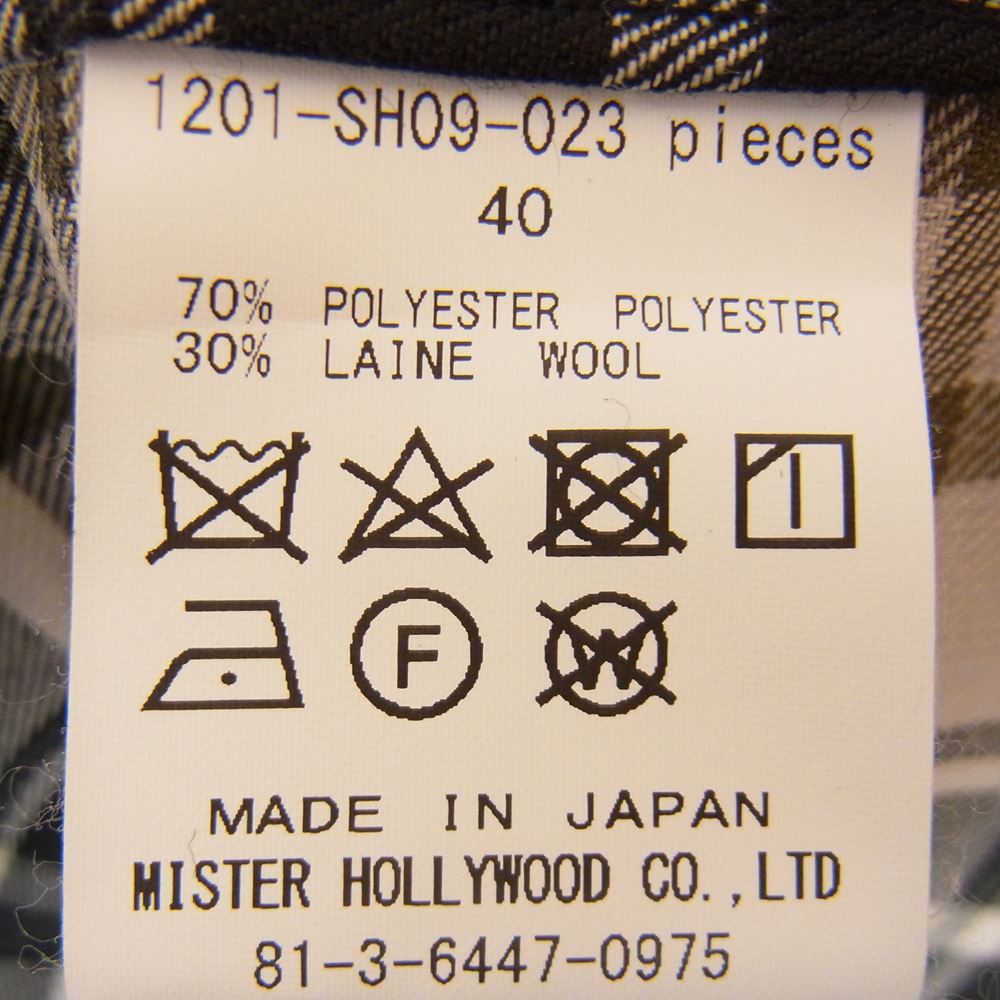 1201-SH09-023 pieces
40
70% POLYESTER POLYESTER
30% LAINE WOOL
F
W
MADE IN JAPAN
MISTER HOLLYWOOD CO.,LTD
81-3-6447-0975